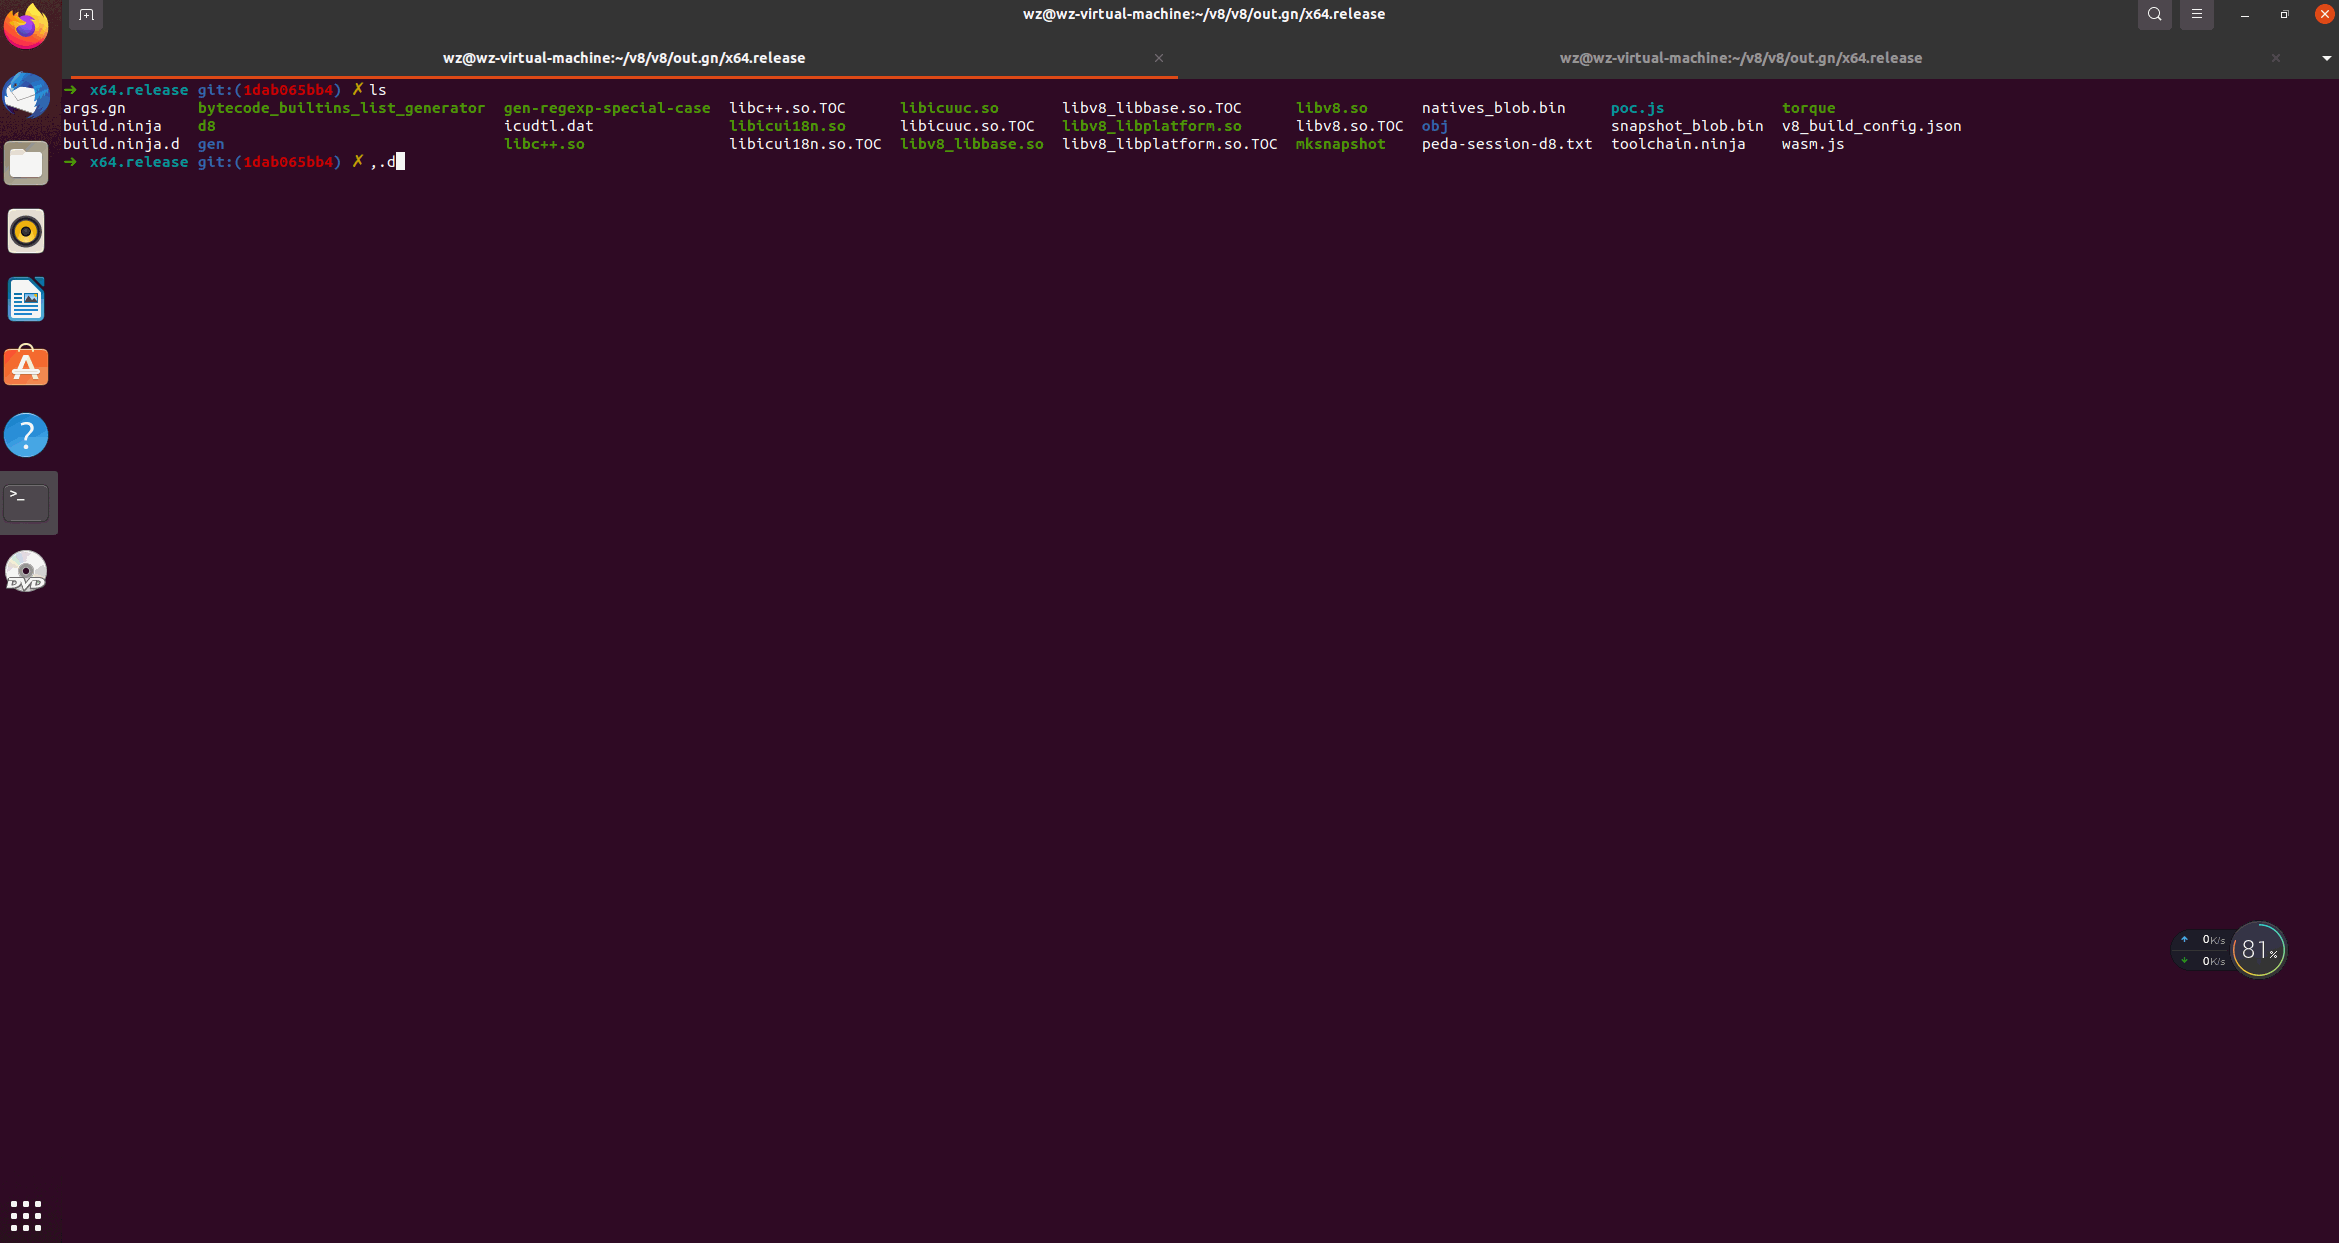 wz@wz-virtual-machine:~/v8/v8/out.gn/x64.release
wz@wz-virtual-machine:~/v8/v8/out.gn/x64.release
wz@wz-virtual-machine:~/v8/v8/out.gn/x64.release
➜ x64.release git:(1dab065bb4) ✗ ls
args.gn bytecode_builtins_list_generator gen-regexp-special-case libc++.so.TOC libicuuc.so libv8_libbase.so.TOC libv8.so natives_blob.bin poc.js torque
build.ninja d8 icudtl.dat libicui18n.so libicuuc.so.TOC libv8_libplatform.so libv8.so.TOC obj snapshot_blob.bin v8_build_config.json
build.ninja.d gen libc++.so libicui18n.so.TOC libv8_libbase.so libv8_libplatform.so.TOC mksnapshot peda-session-d8.txt toolchain.ninja wasm.js
➜ x64.release git:(1dab065bb4) ✗ ,.d
>_
DVD
0K/s
0K/s
81%